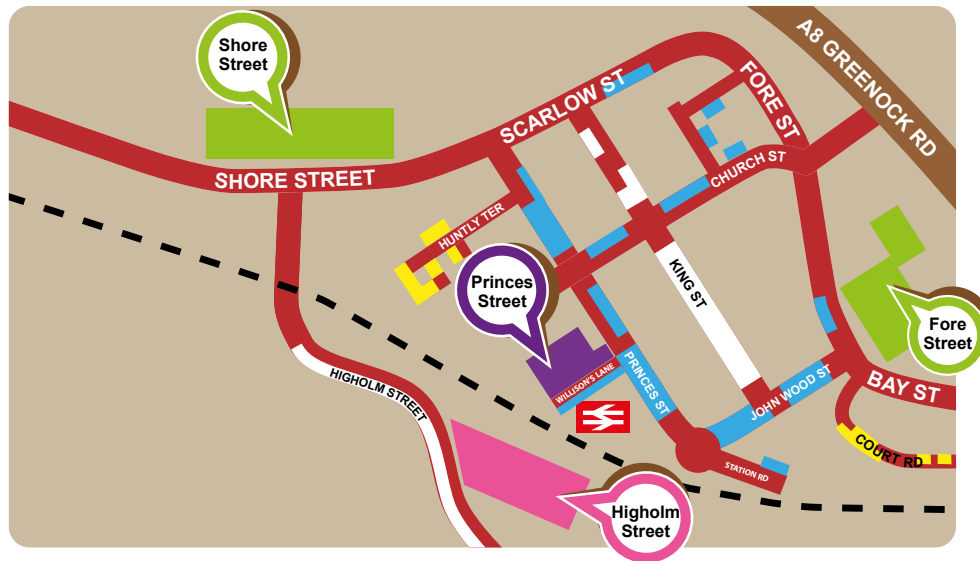 Shore
Street
SCARLOW ST
FORE ST
A8 GREENOCK RD
SHORE STREET
CHURCH ST
HUNTLY TER
Princes
Street
KING ST
Fore
Street
HIGHOLM STREET
WILLISON'S LANE
PRINCES ST
JOHN WOOD ST
BAY ST
COURT RD
STATION RD
Higholm
Street